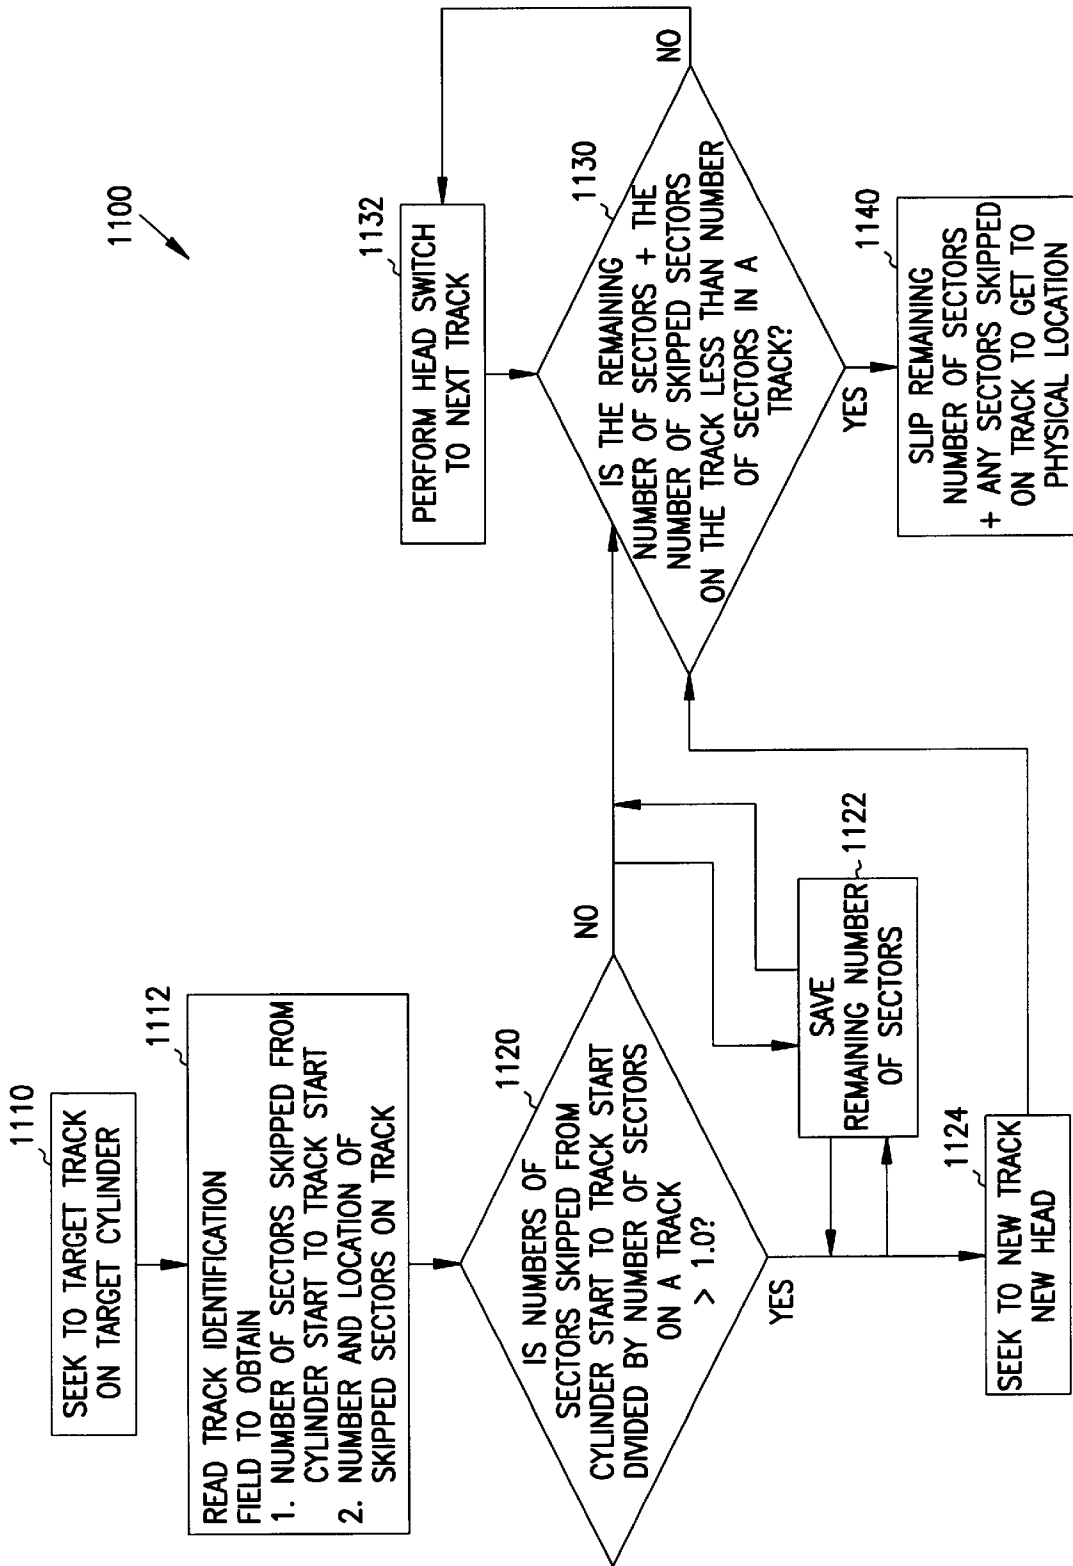 1100
1110
SEEK TO TARGET TRACK
ON TARGET CYLINDER
1112
READ TRACK IDENTIFICATION
FIELD TO OBTAIN
1. NUMBER OF SECTORS SKIPPED FROM
CYLINDER START TO TRACK START
2. NUMBER AND LOCATION OF
SKIPPED SECTORS ON TRACK
1120
IS NUMBERS OF
SECTORS SKIPPED FROM
CYLINDER START TO TRACK START
DIVIDED BY NUMBER OF SECTORS
ON A TRACK
> 1.0?
NO
YES
1122
SAVE
REMAINING NUMBER
OF SECTORS
1124
SEEK TO NEW TRACK
NEW HEAD
1132
PERFORM HEAD SWITCH
TO NEXT TRACK
1130
IS THE REMAINING
NUMBER OF SECTORS + THE
NUMBER OF SKIPPED SECTORS
ON THE TRACK LESS THAN NUMBER
OF SECTORS IN A
TRACK?
NO
YES
1140
SLIP REMAINING
NUMBER OF SECTORS
+ ANY SECTORS SKIPPED
ON TRACK TO GET TO
PHYSICAL LOCATION